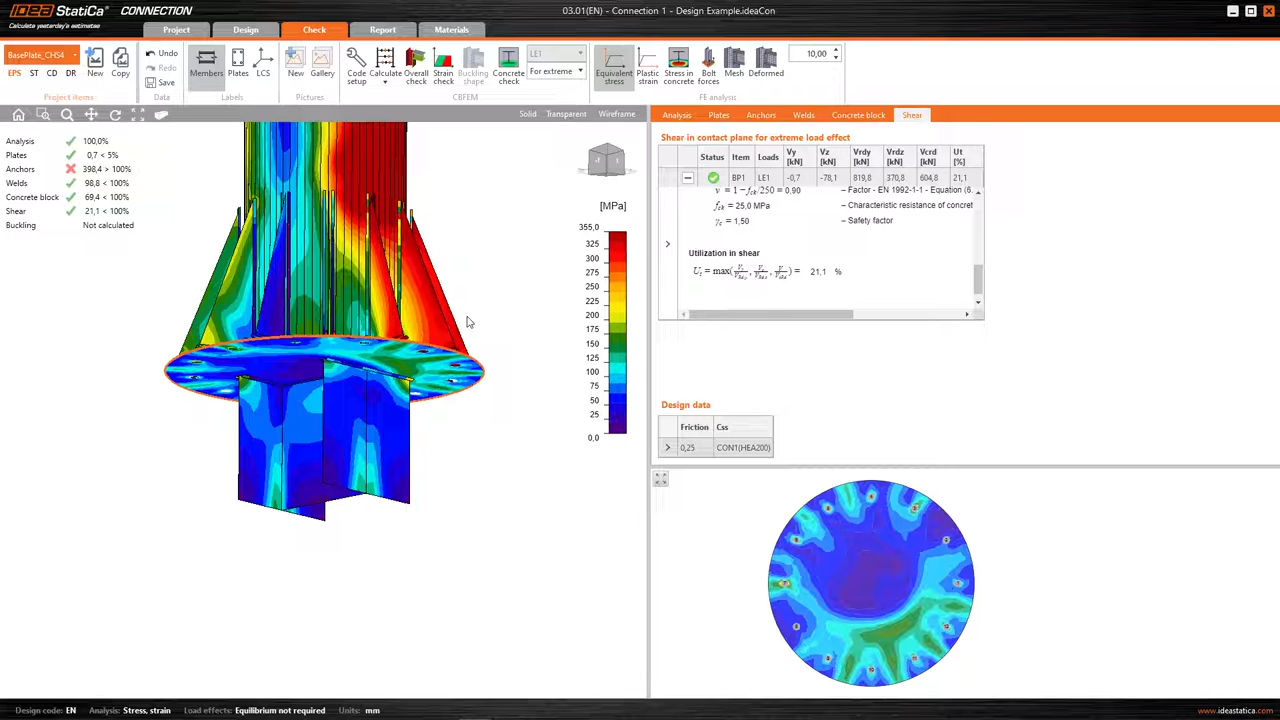 IDEA StatiCa® CONNECTION
Calculate yesterday's estimates
03.01(EN) - Connection 1 - Design Example.ideaCon
Project Design Check Report Materials
BasePlate_CHS4
EPS ST CD DR
New Copy
Project items
Undo
Redo
Save
Data
Members Plates LCS
Labels
New Gallery
Pictures
Code setup Calculate Overall check Strain check Buckling shape Concrete check
LE1
For extreme
CBFEM
Equivalent stress Plastic strain Stress in concrete Bolt forces Mesh Deformed
10,00
FE analysis
Solid Transparent Wireframe
Analysis 100,0%
Plates 0,7 < 5%
Anchors 398,4 > 100%
Welds 98,8 < 100%
Concrete block 69,4 < 100%
Shear 21,1 < 100%
Buckling Not calculated
[MPa]
355,0
325
300
275
250
225
200
175
150
125
100
75
50
25
0,0
Analysis Plates Anchors Welds Concrete block Shear
Shear in contact plane for extreme load effect
Status Item Loads Vy [kN] Vz [kN] Vrdy [kN] Vrdz [kN] Vcrd [kN] Ut [%]
BP1 LE1 -0,7 -78,1 819,8 370,8 604,8 21,1
ν = 1 − fck/250 = 0,90 – Factor - EN 1992-1-1 - Equation (6.
fck = 25,0 MPa – Characteristic resistance of concret
γc = 1,50 – Safety factor
Utilization in shear
21,1 %
Design data
Friction Css
0,25 CON1(HEA200)
Design code: EN Analysis: Stress, strain Load effects: Equilibrium not required Units: mm
www.ideastatica.com